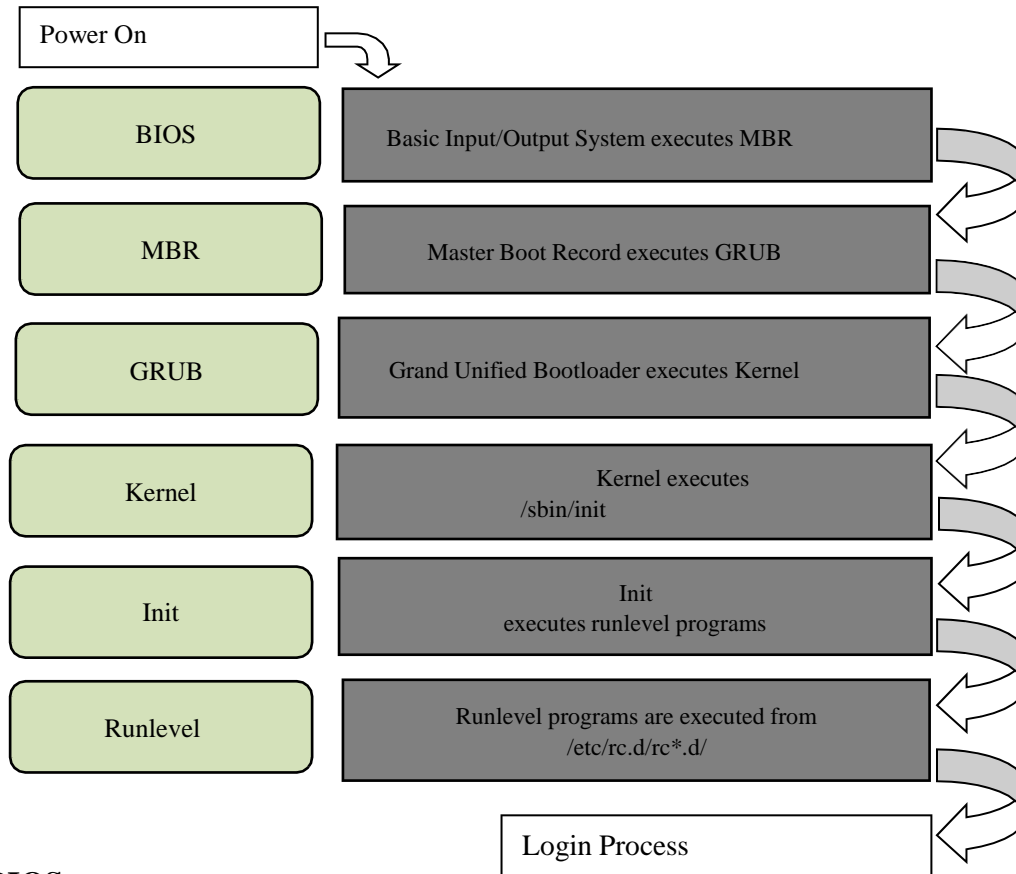 Power On
BIOS
Basic Input/Output System executes MBR
MBR
Master Boot Record executes GRUB
GRUB
Grand Unified Bootloader executes Kernel
Kernel
Kernel executes
/sbin/init
Init
Init
executes runlevel programs
Runlevel
Runlevel programs are executed from
/etc/rc.d/rc*.d/
Login Process